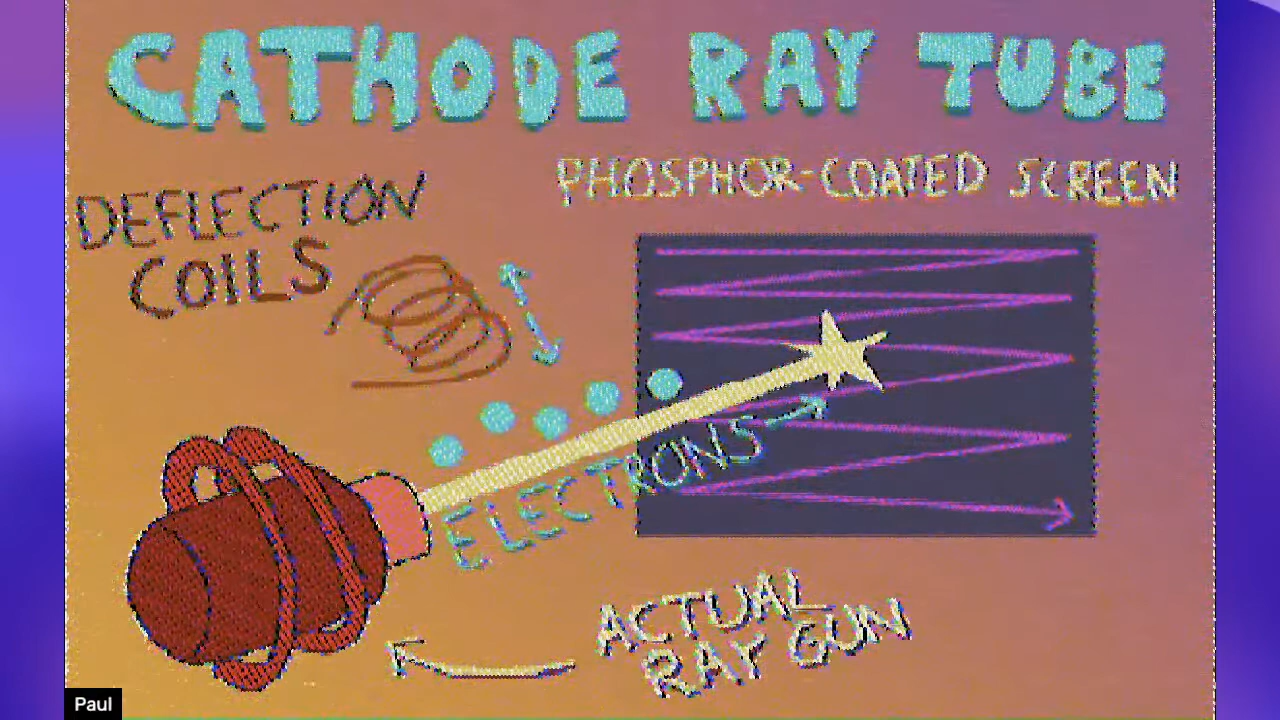 CATHODE RAY TUBE
PHOSPHOR-COATED SCREEN
DEFLECTION
COILS
ELECTRONS
ACTUAL
RAY GUN
Paul